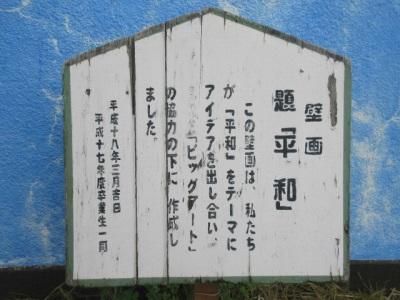 壁画
題「平和」
この壁画は、私たち
が「平和」をテーマに
アイデアを出し合い、
「ビッグアート」
の協力の下に 作成し
ました。
平成十八年三月吉日
平成十七年度卒業生一同